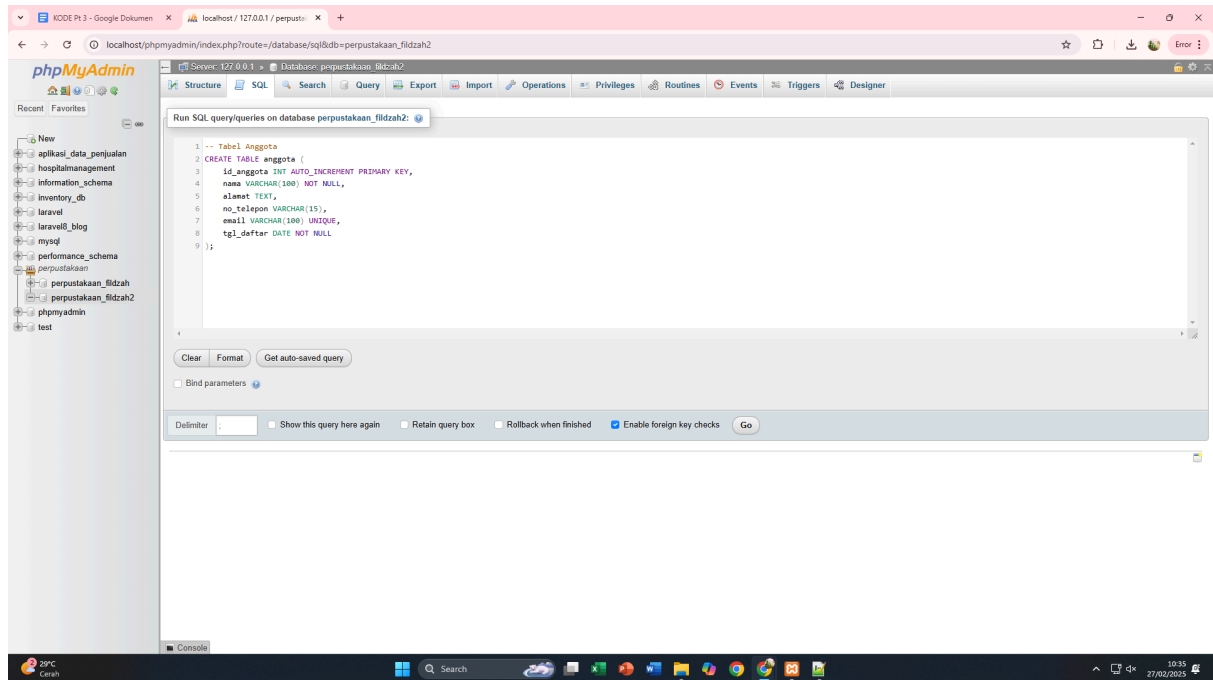 KODE Pt 3 - Google Dokumen
localhost / 127.0.0.1 / perpusta
localhost/phpmyadmin/index.php?route=/database/sql&db=perpustakaan_fildzah2
Error
phpMyAdmin
Recent Favorites
New
aplikasi_data_penjualan
hospitalmanagement
information_schema
inventory_db
laravel
laravel8_blog
mysql
performance_schema
perpustakaan
perpustakaan_fildzah
perpustakaan_fildzah2
phpmyadmin
test
Server: 127.0.0.1 » Database: perpustakaan_fildzah2
Structure SQL Search Query Export Import Operations Privileges Routines Events Triggers Designer
Run SQL query/queries on database perpustakaan_fildzah2:
1 -- Tabel Anggota
2 CREATE TABLE anggota (
3 id_anggota INT AUTO_INCREMENT PRIMARY KEY,
4 nama VARCHAR(100) NOT NULL,
5 alamat TEXT,
6 no_telepon VARCHAR(15),
7 email VARCHAR(100) UNIQUE,
8 tgl_daftar DATE NOT NULL
9 );
Clear Format Get auto-saved query
Bind parameters
Delimiter ; Show this query here again Retain query box Rollback when finished Enable foreign key checks Go
Console
2 29°C
Cerah
Search
10:35
27/02/2025